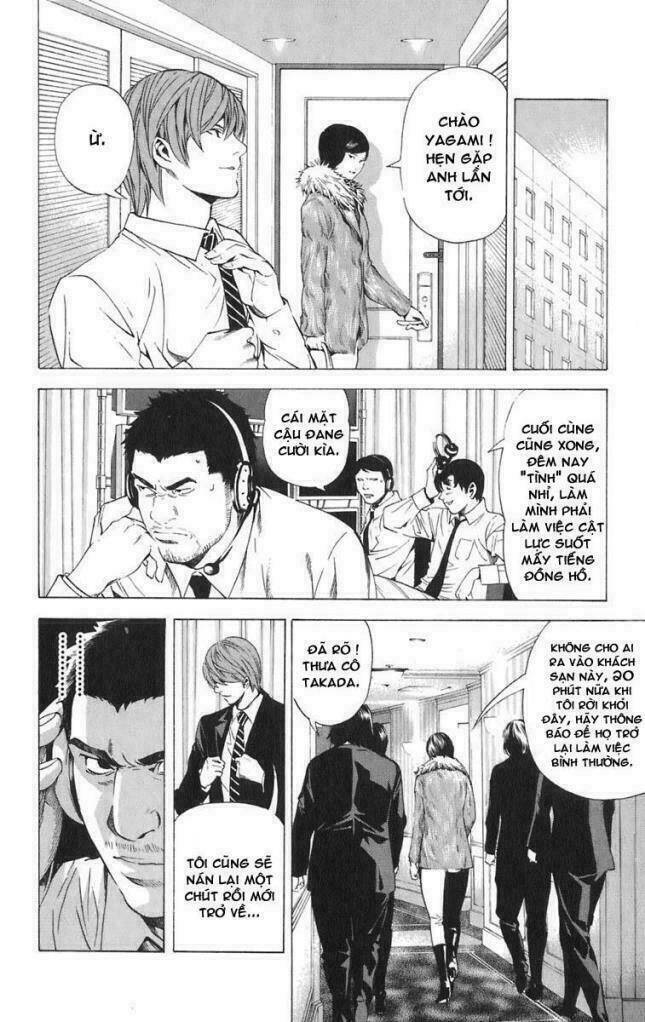 CHÀO
YAGAMI !
HẸN GẶP
ANH LẦN
TỚI.
Ừ.
CUỐI CÙNG
CŨNG XONG,
ĐÊM NAY
"TÌNH" QUÁ
NHỈ, LÀM
MÌNH PHẢI
LÀM VIỆC CẬT
LỰC SUỐT
MẤY TIẾNG
ĐỒNG HỒ.
CÁI MẶT
CẬU ĐANG
CƯỜI KÌA.
KHÔNG CHO AI
RA VÀO KHÁCH
SẠN NÀY, 20
PHÚT NỮA KHI
TÔI RỜI KHỎI
ĐÂY, HÃY THÔNG
BÁO ĐỂ HỌ TRỞ
LẠI LÀM VIỆC
BÌNH THƯỜNG.
ĐÃ RÕ !
THƯA CÔ
TAKADA.
TÔI CŨNG SẼ
NÁN LẠI MỘT
CHÚT RỒI MỚI
TRỞ VỀ...